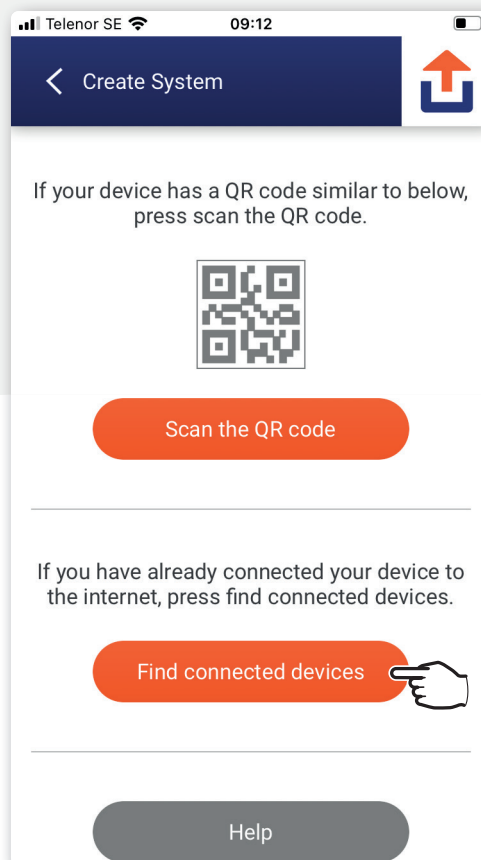 Telenor SE 09:12
Create System
If your device has a QR code similar to below,
press scan the QR code.
Scan the QR code
If you have already connected your device to
the internet, press find connected devices.
Find connected devices
Help